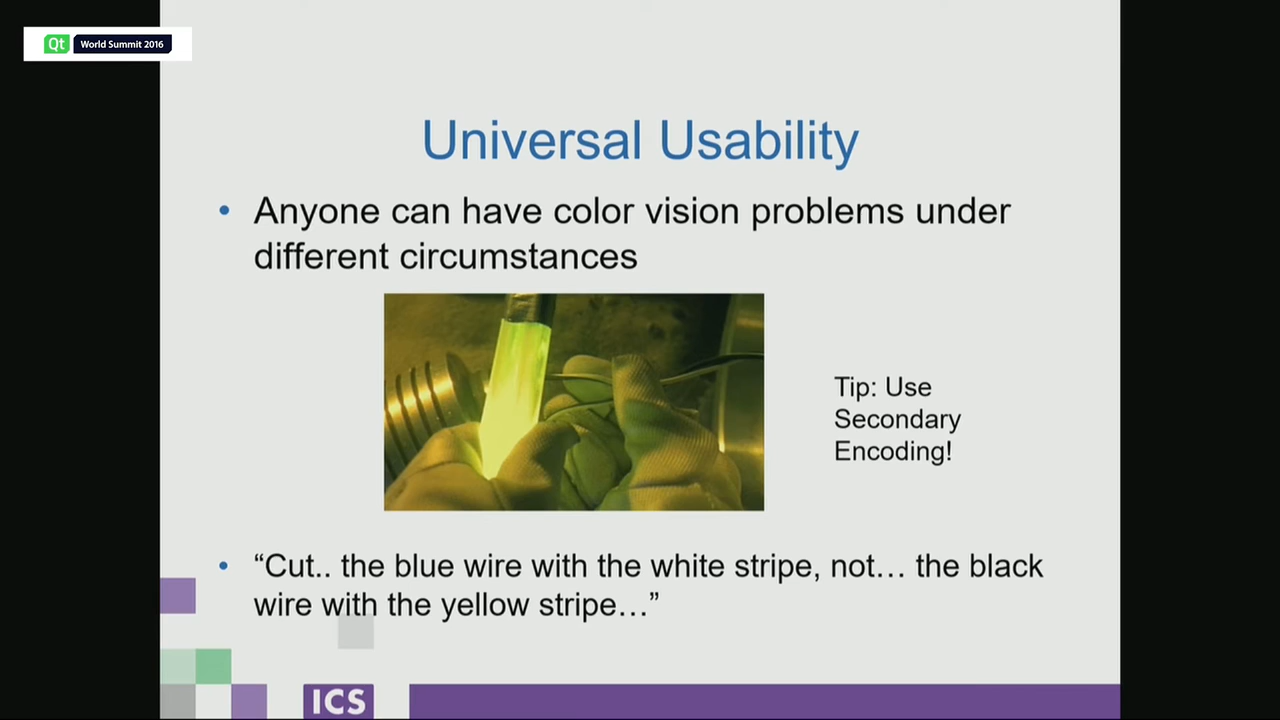 Qt World Summit 2016
Universal Usability
• Anyone can have color vision problems under
different circumstances
Tip: Use
Secondary
Encoding!
• “Cut.. the blue wire with the white stripe, not… the black
wire with the yellow stripe…”
ICS